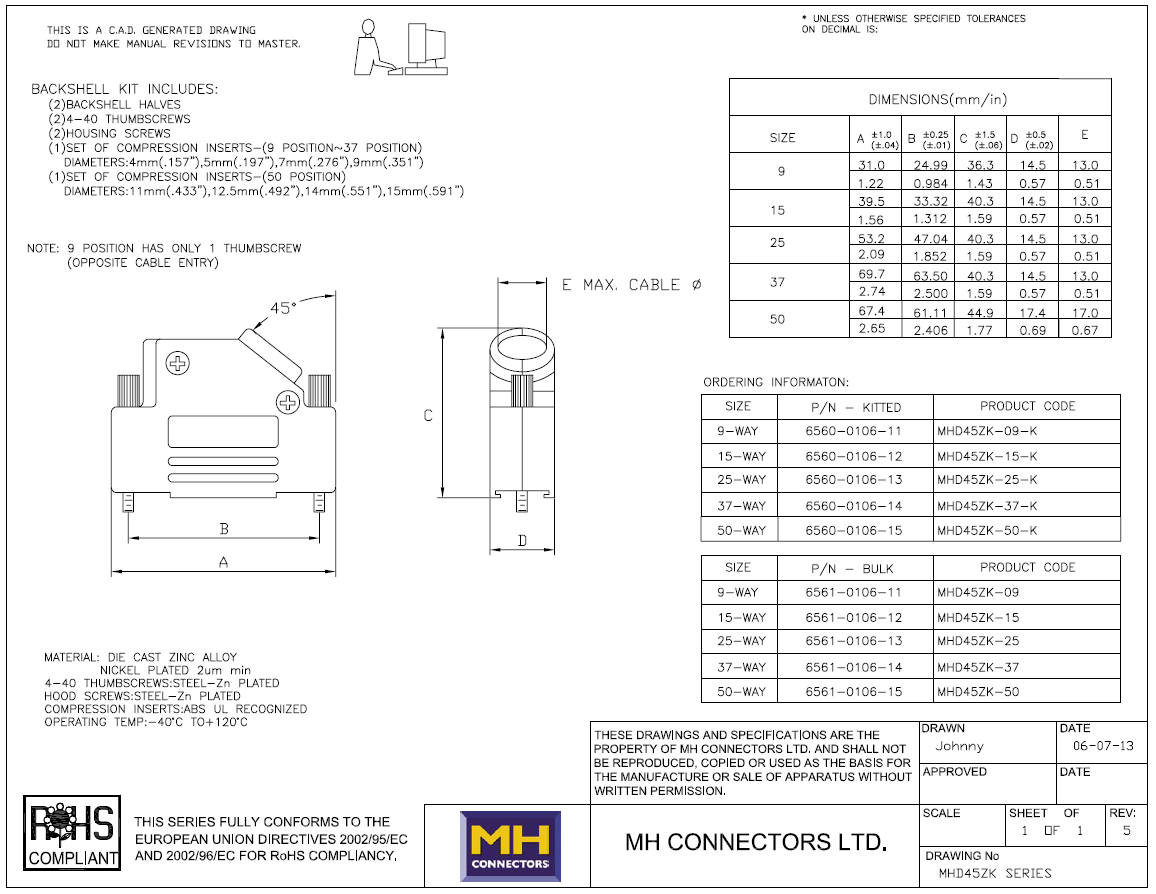 THIS IS A C.A.D. GENERATED DRAWING
DO NOT MAKE MANUAL REVISIONS TO MASTER.
* UNLESS OTHERWISE SPECIFIED TOLERANCES
ON DECIMAL IS:
BACKSHELL KIT INCLUDES:
(2)BACKSHELL HALVES
(2)4-40 THUMBSCREWS
(2)HOUSING SCREWS
(1)SET OF COMPRESSION INSERTS-(9 POSITION~37 POSITION)
DIAMETERS:4mm(.157"),5mm(.197"),7mm(.276"),9mm(.351")
(1)SET OF COMPRESSION INSERTS-(50 POSITION)
DIAMETERS:11mm(.433"),12.5mm(.492"),14mm(.551"),15mm(.591")
NOTE: 9 POSITION HAS ONLY 1 THUMBSCREW
(OPPOSITE CABLE ENTRY)
DIMENSIONS(mm/in)
SIZE A ±1.0 (±.04) B ±0.25 (±.01) C ±1.5 (±.06) D ±0.5 (±.02) E
9 31.0 24.99 36.3 14.5 13.0
1.22 0.984 1.43 0.57 0.51
15 39.5 33.32 40.3 14.5 13.0
1.56 1.312 1.59 0.57 0.51
25 53.2 47.04 40.3 14.5 13.0
2.09 1.852 1.59 0.57 0.51
37 69.7 63.50 40.3 14.5 13.0
2.74 2.500 1.59 0.57 0.51
50 67.4 61.11 44.9 17.4 17.0
2.65 2.406 1.77 0.69 0.67
45°
E MAX. CABLE Ø
C
B
A
D
ORDERING INFORMATON:
SIZE P/N - KITTED PRODUCT CODE
9-WAY 6560-0106-11 MHD45ZK-09-K
15-WAY 6560-0106-12 MHD45ZK-15-K
25-WAY 6560-0106-13 MHD45ZK-25-K
37-WAY 6560-0106-14 MHD45ZK-37-K
50-WAY 6560-0106-15 MHD45ZK-50-K
SIZE P/N - BULK PRODUCT CODE
9-WAY 6561-0106-11 MHD45ZK-09
15-WAY 6561-0106-12 MHD45ZK-15
25-WAY 6561-0106-13 MHD45ZK-25
37-WAY 6561-0106-14 MHD45ZK-37
50-WAY 6561-0106-15 MHD45ZK-50
MATERIAL: DIE CAST ZINC ALLOY
NICKEL PLATED 2um min
4-40 THUMBSCREWS:STEEL-Zn PLATED
HOOD SCREWS:STEEL-Zn PLATED
COMPRESSION INSERTS:ABS UL RECOGNIZED
OPERATING TEMP:-40°C TO+120°C
RoHS
COMPLIANT
THIS SERIES FULLY CONFORMS TO THE
EUROPEAN UNION DIRECTIVES 2002/95/EC
AND 2002/96/EC FOR RoHS COMPLIANCY.
MH
CONNECTORS
THESE DRAWINGS AND SPECIFICATIONS ARE THE
PROPERTY OF MH CONNECTORS LTD. AND SHALL NOT
BE REPRODUCED, COPIED OR USED AS THE BASIS FOR
THE MANUFACTURE OR SALE OF APPARATUS WITHOUT
WRITTEN PERMISSION.
MH CONNECTORS LTD.
DRAWN DATE
Johnny 06-07-13
APPROVED DATE
SCALE SHEET OF REV:
1 OF 1 5
DRAWING No
MHD45ZK SERIES